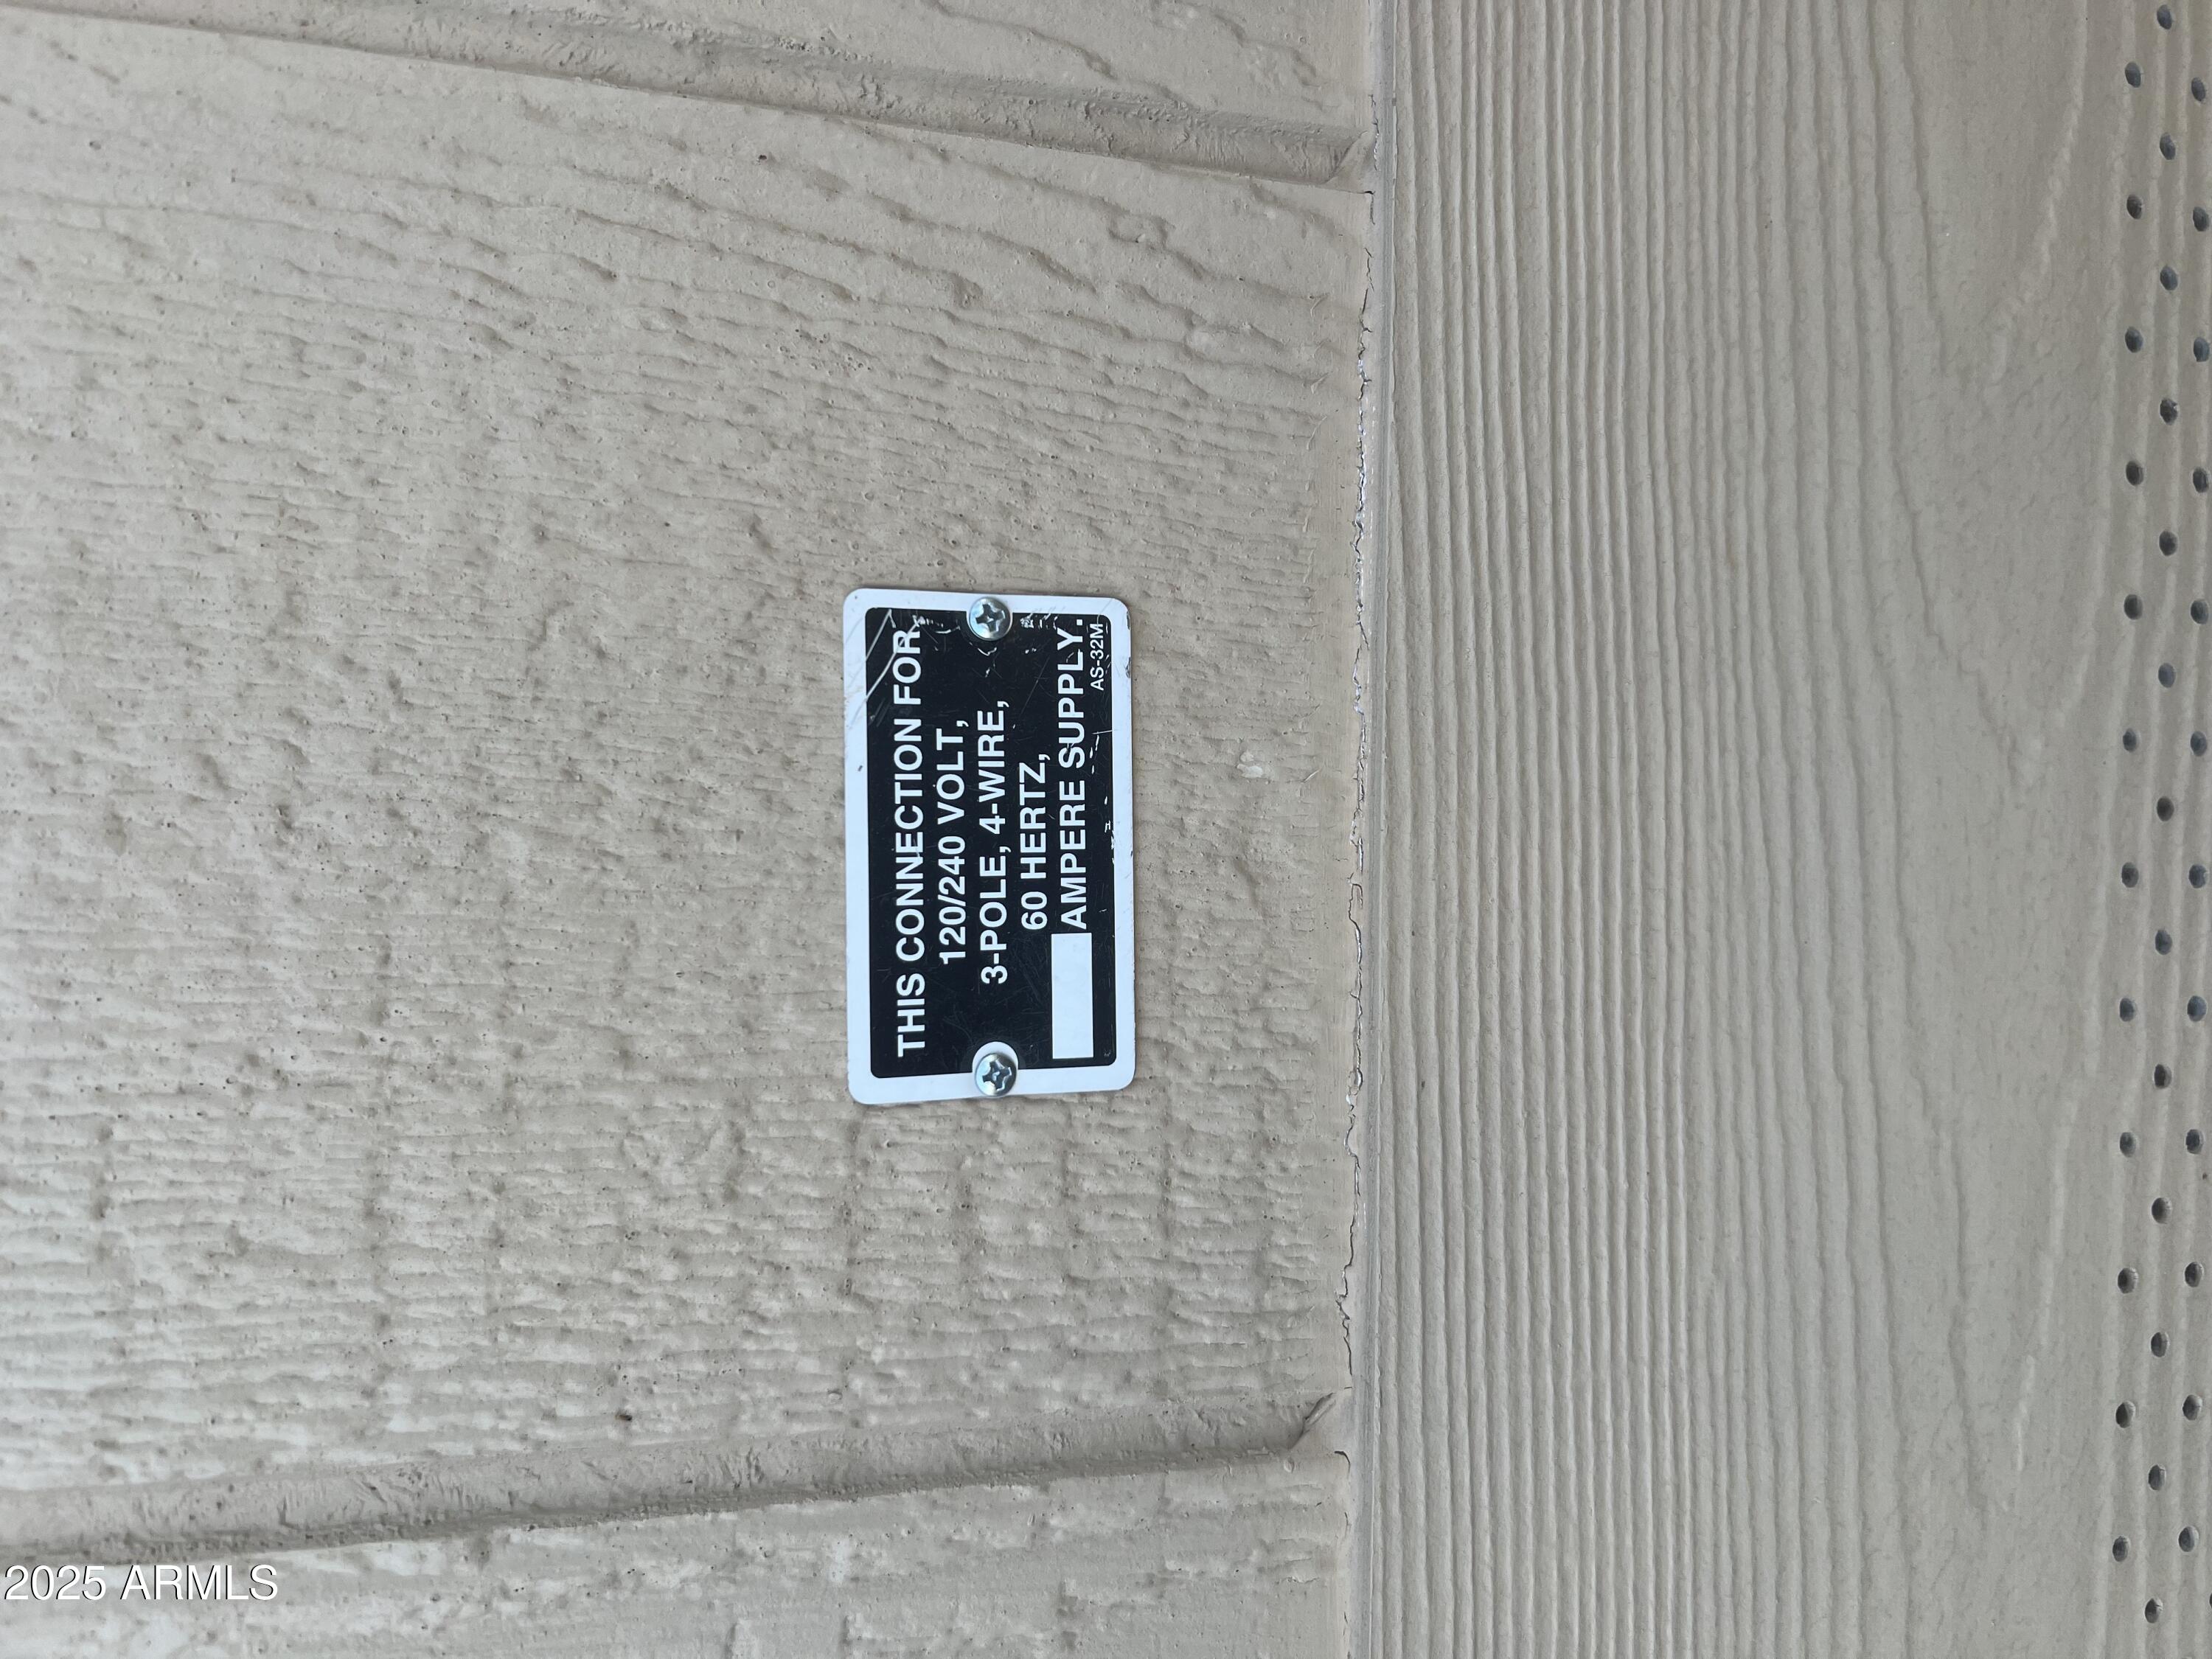 THIS CONNECTION FOR
120/240 VOLT,
3-POLE, 4-WIRE,
60 HERTZ,
AMPERE SUPPLY.
AS-32M
2025 ARMLS